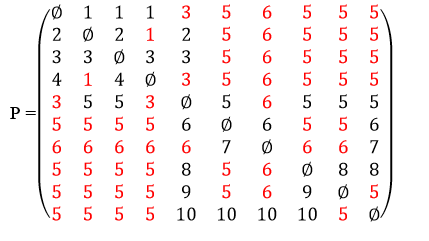 ∅ 1 1 1 3 5 6 5 5 5
2 ∅ 2 1 2 5 6 5 5 5
3 3 ∅ 3 3 5 6 5 5 5
4 1 4 ∅ 3 5 6 5 5 5
P = 3 5 5 3 ∅ 5 6 5 5 5
5 5 5 5 6 ∅ 6 5 5 6
6 6 6 6 6 7 ∅ 6 6 7
5 5 5 5 8 5 6 ∅ 8 8
5 5 5 5 9 5 6 9 ∅ 5
5 5 5 5 10 10 10 10 5 ∅